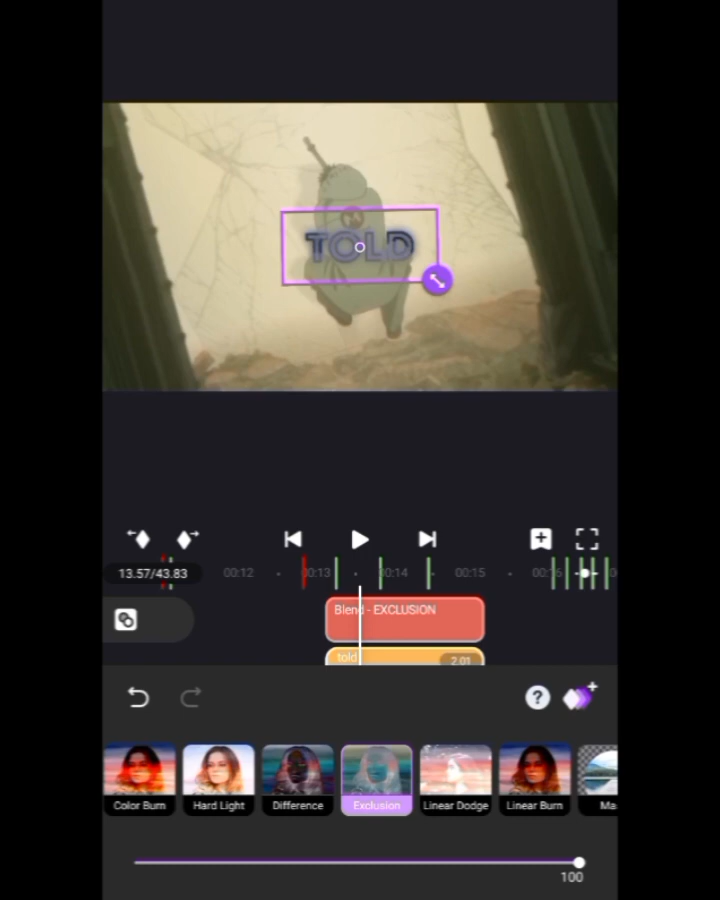 TOLD
13.57/43.83
00:12
00:13
00:14
00:15
Blend - EXCLUSION
told
2.01
?
Color Burn
Hard Light
Difference
Exclusion
Linear Dodge
Linear Burn
100